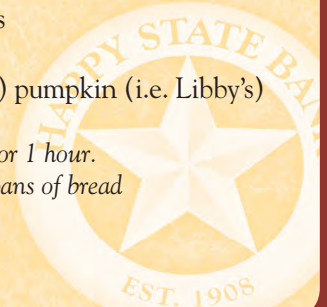 s
) pumpkin (i.e. Libby's)
or 1 hour.
ans of bread
HAPPY STATE BANK
EST. 1908